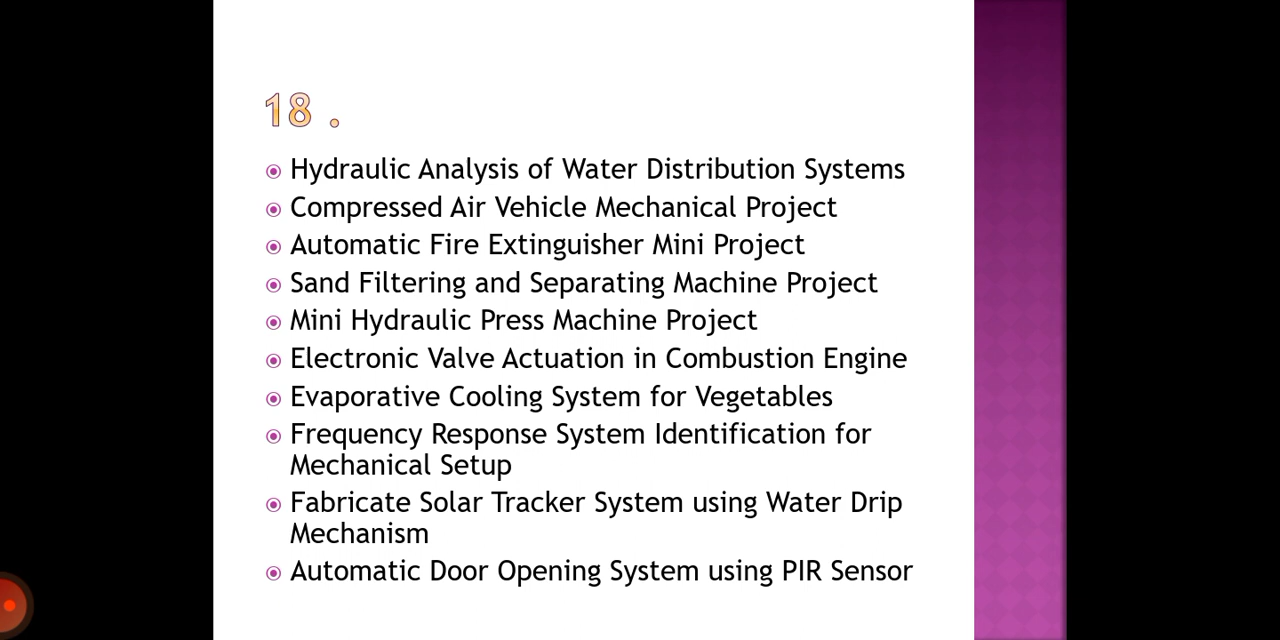 18 .
Hydraulic Analysis of Water Distribution Systems
Compressed Air Vehicle Mechanical Project
Automatic Fire Extinguisher Mini Project
Sand Filtering and Separating Machine Project
Mini Hydraulic Press Machine Project
Electronic Valve Actuation in Combustion Engine
Evaporative Cooling System for Vegetables
Frequency Response System Identification for
Mechanical Setup
Fabricate Solar Tracker System using Water Drip
Mechanism
Automatic Door Opening System using PIR Sensor